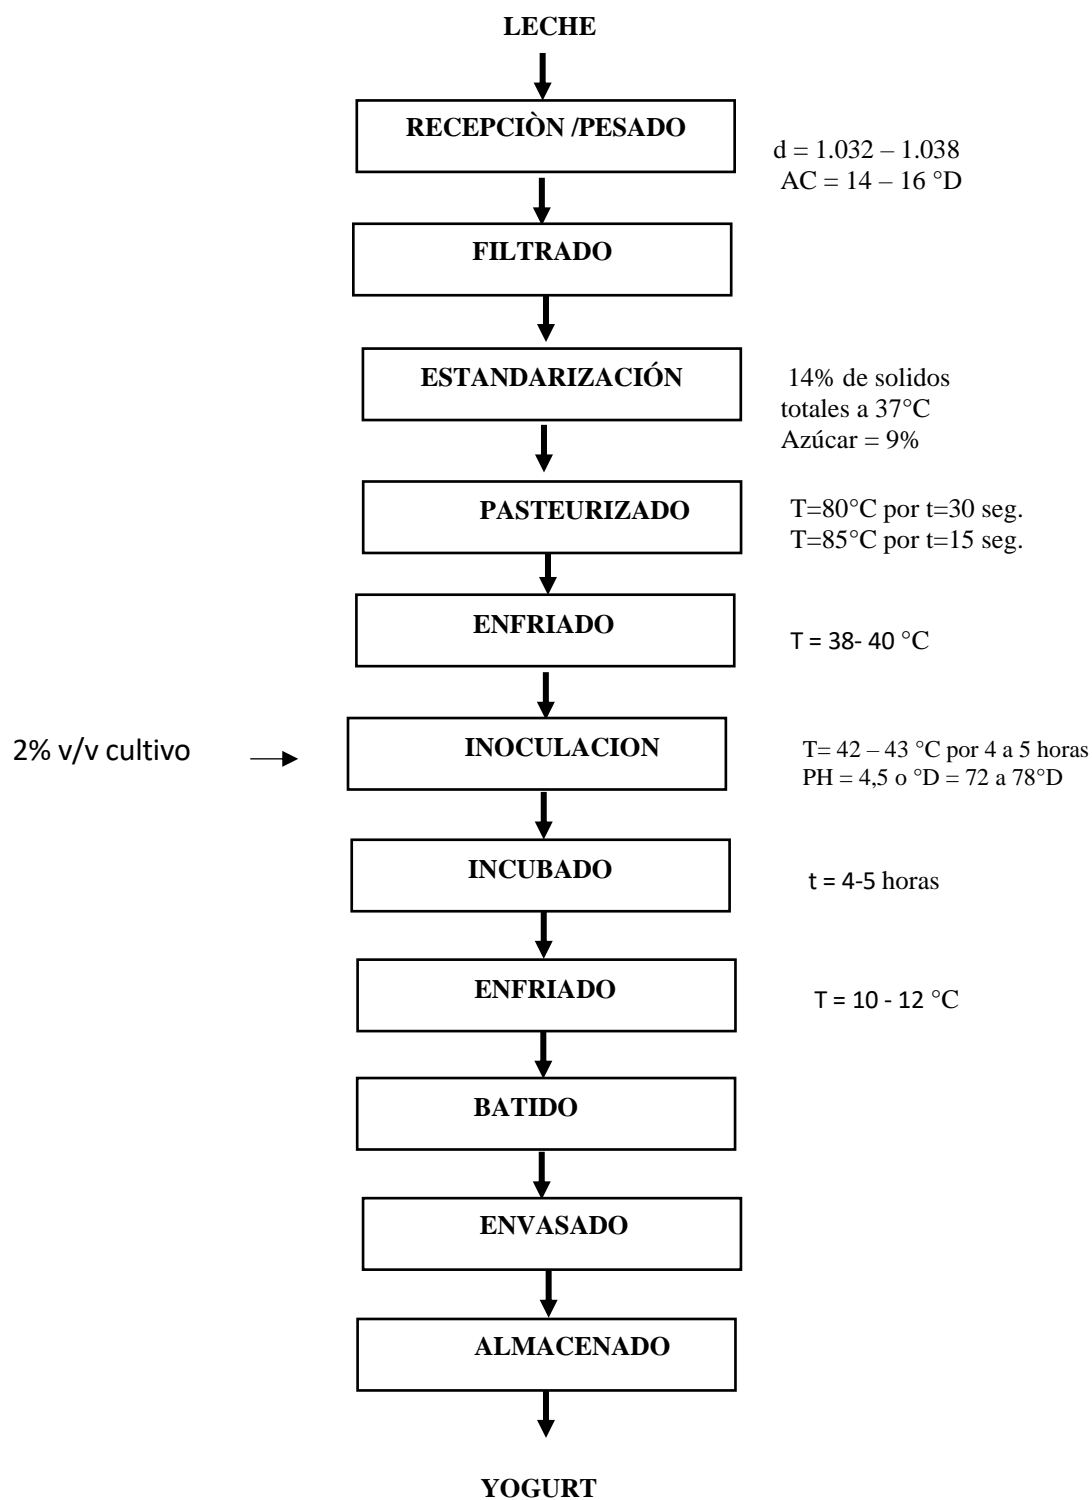 LECHE
RECEPCIÒN /PESADO
d = 1.032 – 1.038
AC = 14 – 16 °D
FILTRADO
ESTANDARIZACIÓN
14% de solidos
totales a 37°C
Azúcar = 9%
PASTEURIZADO
T=80°C por t=30 seg.
T=85°C por t=15 seg.
ENFRIADO
T = 38- 40 °C
2% v/v cultivo
INOCULACION
T= 42 – 43 °C por 4 a 5 horas
PH = 4,5 o °D = 72 a 78°D
INCUBADO
t = 4-5 horas
ENFRIADO
T = 10 - 12 °C
BATIDO
ENVASADO
ALMACENADO
YOGURT